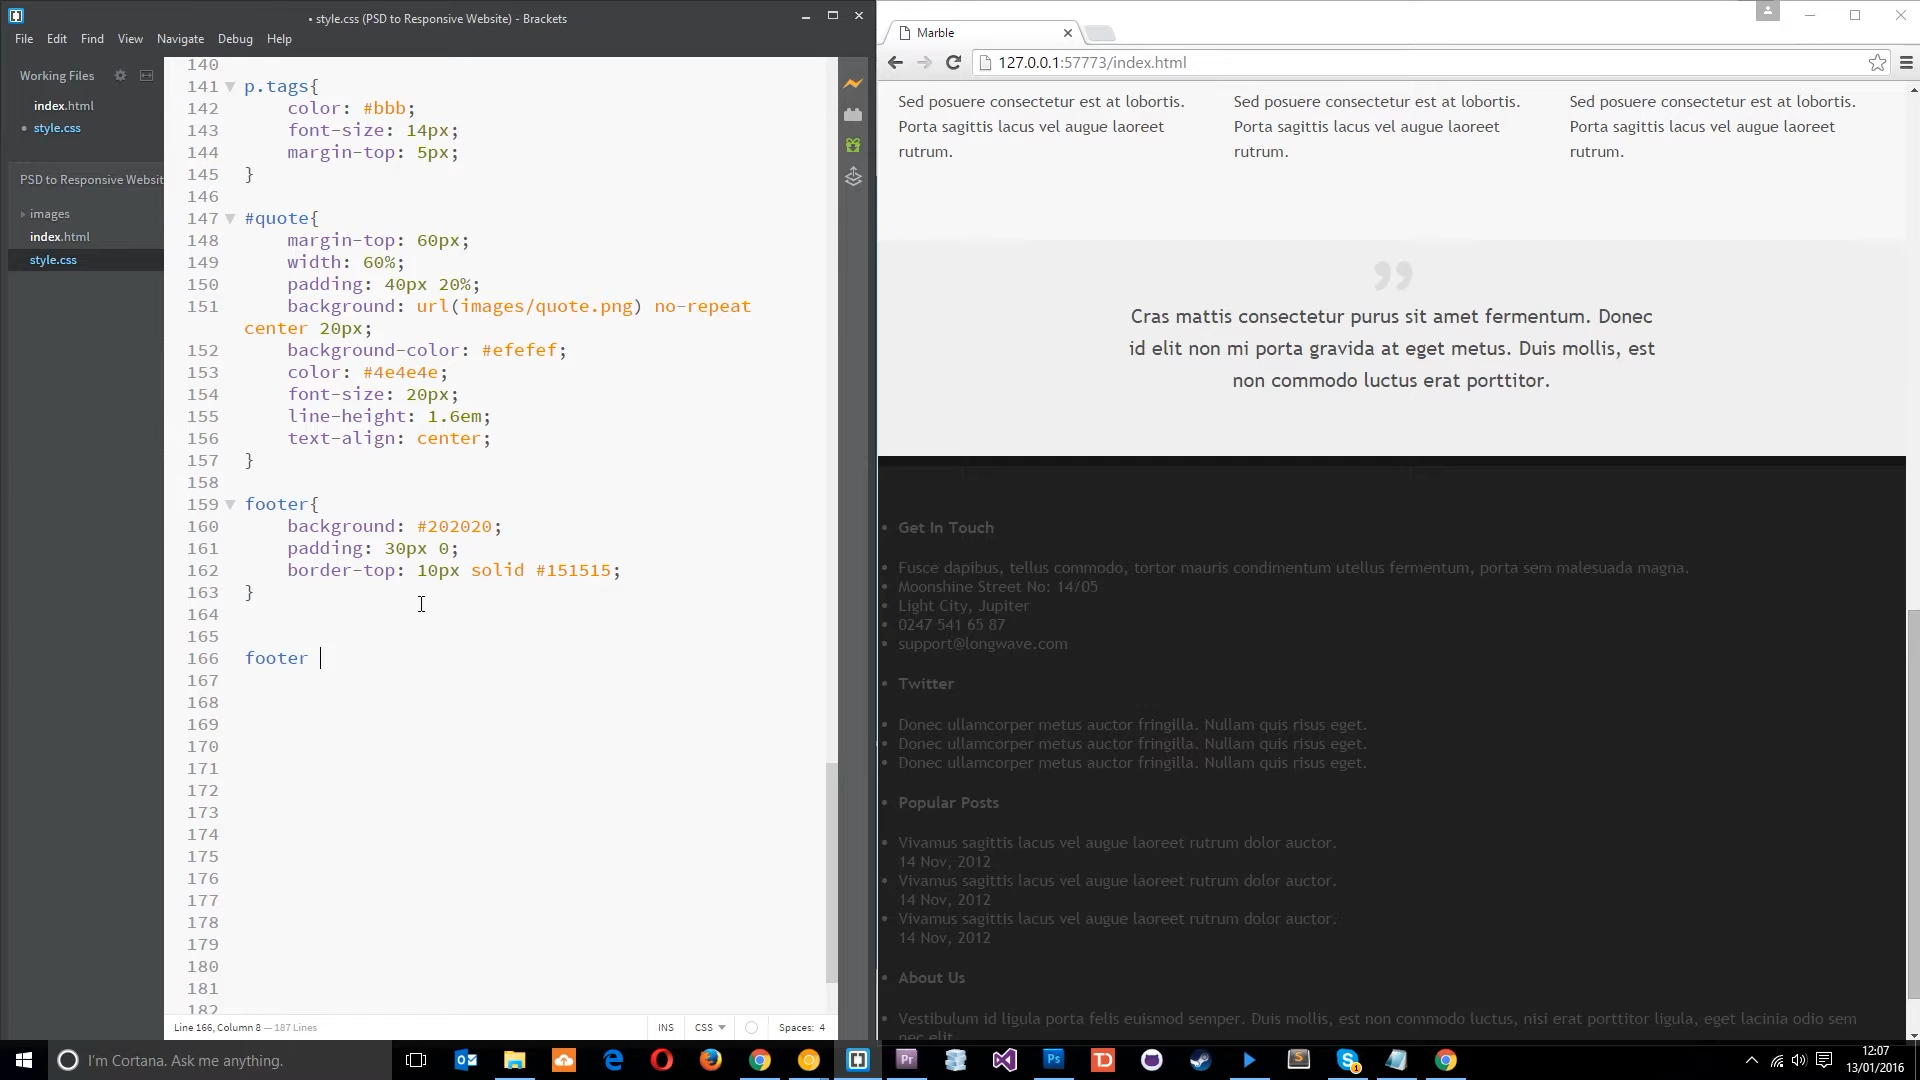 • style.css (PSD to Responsive Website) - Brackets
File Edit Find View Navigate Debug Help
Working Files
index.html
• style.css
PSD to Responsive Websit
images
index.html
style.css
140
141 p.tags{
142 color: #bbb;
143 font-size: 14px;
144 margin-top: 5px;
145 }
146
147 #quote{
148 margin-top: 60px;
149 width: 60%;
150 padding: 40px 20%;
151 background: url(images/quote.png) no-repeat
center 20px;
152 background-color: #efefef;
153 color: #4e4e4e;
154 font-size: 20px;
155 line-height: 1.6em;
156 text-align: center;
157 }
158
159 footer{
160 background: #202020;
161 padding: 30px 0;
162 border-top: 10px solid #151515;
163 }
164
165
166 footer
167
168
169
170
171
172
173
174
175
176
177
178
179
180
181
182
Line 166, Column 8 — 187 Lines
INS CSS Spaces: 4
Marble
127.0.0.1:57773/index.html
Sed posuere consectetur est at lobortis. Sed posuere consectetur est at lobortis. Sed posuere consectetur est at lobortis.
Porta sagittis lacus vel augue laoreet Porta sagittis lacus vel augue laoreet Porta sagittis lacus vel augue laoreet
rutrum. rutrum. rutrum.
”
Cras mattis consectetur purus sit amet fermentum. Donec
id elit non mi porta gravida at eget metus. Duis mollis, est
non commodo luctus erat porttitor.
• Get In Touch
• Fusce dapibus, tellus commodo, tortor mauris condimentum utellus fermentum, porta sem malesuada magna.
• Moonshine Street No: 14/05
• Light City, Jupiter
• 0247 541 65 87
• support@longwave.com
• Twitter
• Donec ullamcorper metus auctor fringilla. Nullam quis risus eget.
• Donec ullamcorper metus auctor fringilla. Nullam quis risus eget.
• Donec ullamcorper metus auctor fringilla. Nullam quis risus eget.
• Popular Posts
• Vivamus sagittis lacus vel augue laoreet rutrum dolor auctor.
14 Nov, 2012
• Vivamus sagittis lacus vel augue laoreet rutrum dolor auctor.
14 Nov, 2012
• Vivamus sagittis lacus vel augue laoreet rutrum dolor auctor.
14 Nov, 2012
• About Us
• Vestibulum id ligula porta felis euismod semper. Duis mollis, est non commodo luctus, nisi erat porttitor ligula, eget lacinia odio sem
nec elit
I'm Cortana. Ask me anything.
Pr
Ps
TD
S
1
12:07
13/01/2016